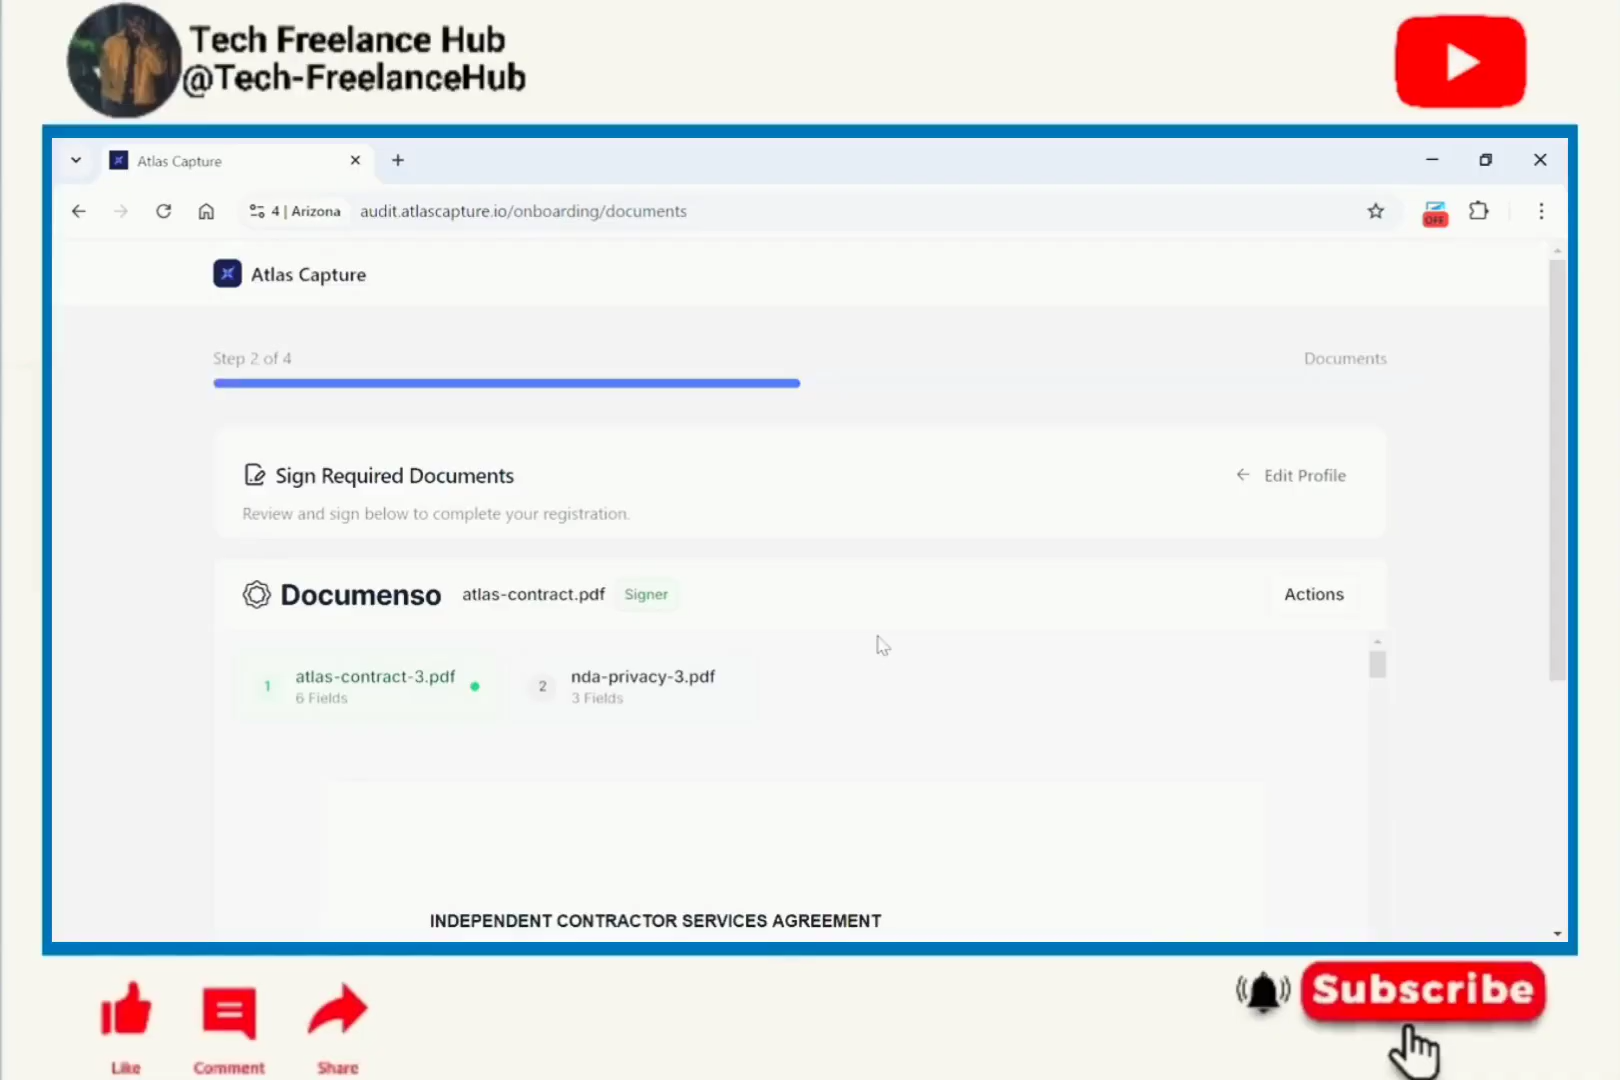 Tech Freelance Hub
@Tech-FreelanceHub
Atlas Capture
4 | Arizona
audit.atlascapture.io/onboarding/documents
OFF
Atlas Capture
Step 2 of 4
Documents
Sign Required Documents
Edit Profile
Review and sign below to complete your registration.
Documenso
atlas-contract.pdf
Signer
Actions
1
atlas-contract-3.pdf
6 Fields
2
nda-privacy-3.pdf
3 Fields
INDEPENDENT CONTRACTOR SERVICES AGREEMENT
Like
Comment
Share
Subscribe